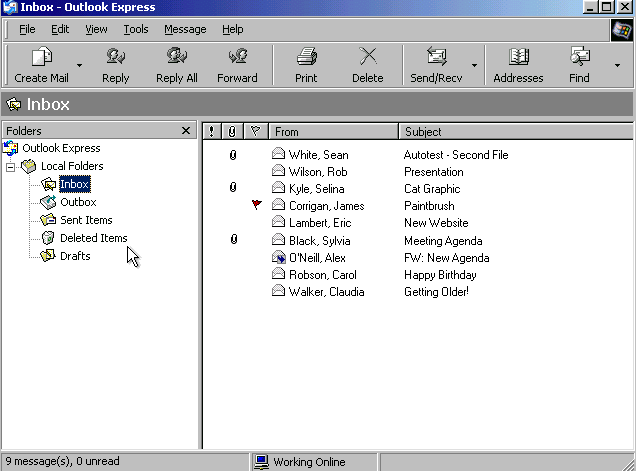 Inbox - Outlook Express
File Edit View Tools Message Help
Create Mail Reply Reply All Forward Print Delete Send/Recv Addresses Find
Inbox
Folders
Outlook Express
Local Folders
Inbox
Outbox
Sent Items
Deleted Items
Drafts
! From Subject
White, Sean Autotest - Second File
Wilson, Rob Presentation
Kyle, Selina Cat Graphic
Corrigan, James Paintbrush
Lambert, Eric New Website
Black, Sylvia Meeting Agenda
O'Neill, Alex FW: New Agenda
Robson, Carol Happy Birthday
Walker, Claudia Getting Older!
9 message(s), 0 unread Working Online